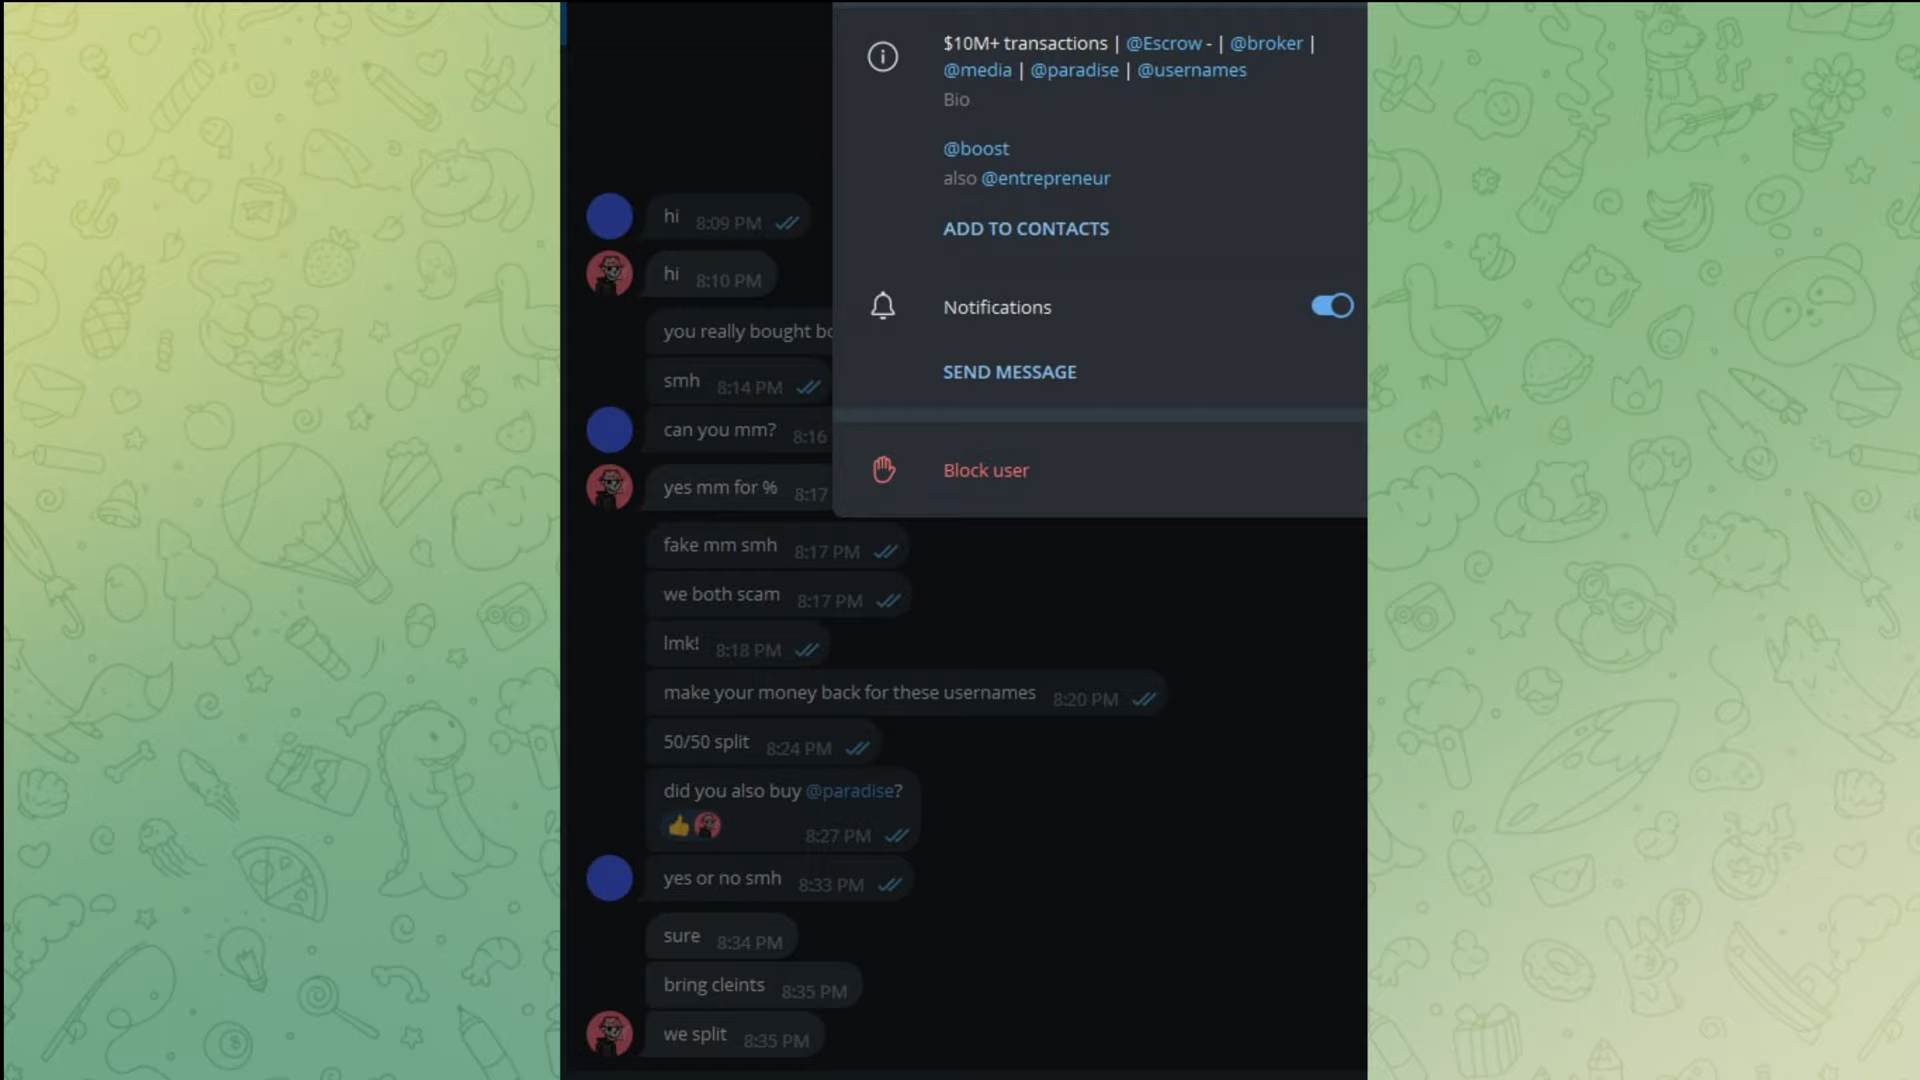 $10M+ transactions | @Escrow - | @broker |
@media | @paradise | @usernames
Bio
@boost
also @entrepreneur
ADD TO CONTACTS
Notifications
SEND MESSAGE
Block user
hi 8:09 PM
hi 8:10 PM
you really bought
smh 8:14 PM
can you mm? 8:16
yes mm for % 8:17
fake mm smh 8:17 PM
we both scam 8:17 PM
lmk! 8:18 PM
make your money back for these usernames 8:20 PM
50/50 split 8:24 PM
did you also buy @paradise?
8:27 PM
yes or no smh 8:33 PM
sure 8:34 PM
bring cleints 8:35 PM
we split 8:35 PM